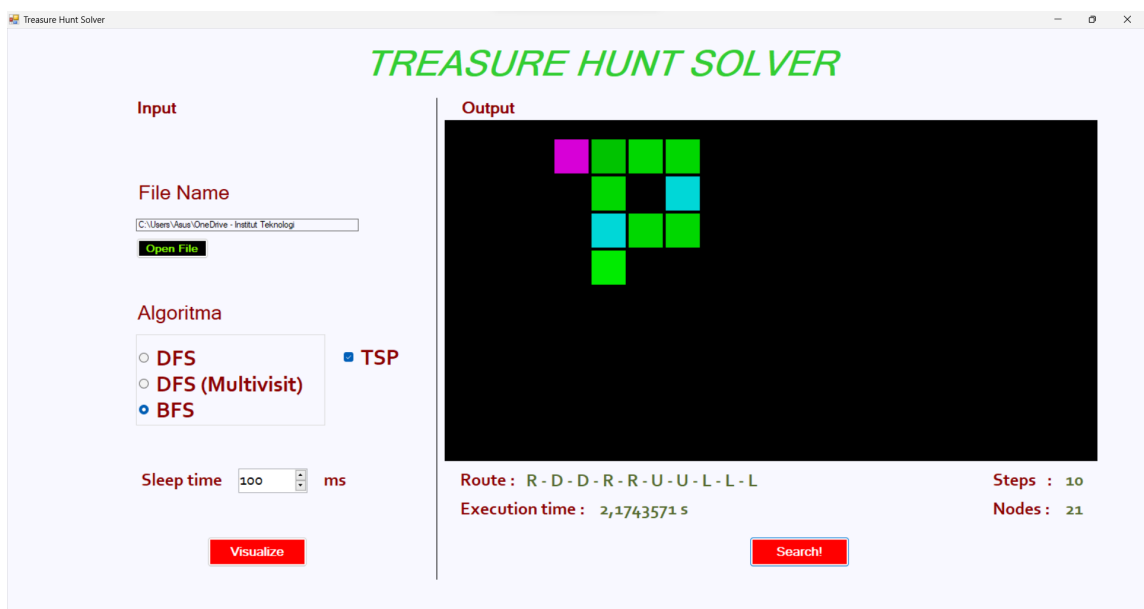 Treasure Hunt Solver
TREASURE HUNT SOLVER
Input
File Name
C:\Users\Asus\OneDrive - Institut Teknologi
Open File
Algoritma
DFS
TSP
DFS (Multivisit)
BFS
Sleep time 100 ms
Visualize
Output
Route : R - D - D - R - R - U - U - L - L - L
Steps : 10
Execution time : 2,1743571 s
Nodes : 21
Search!